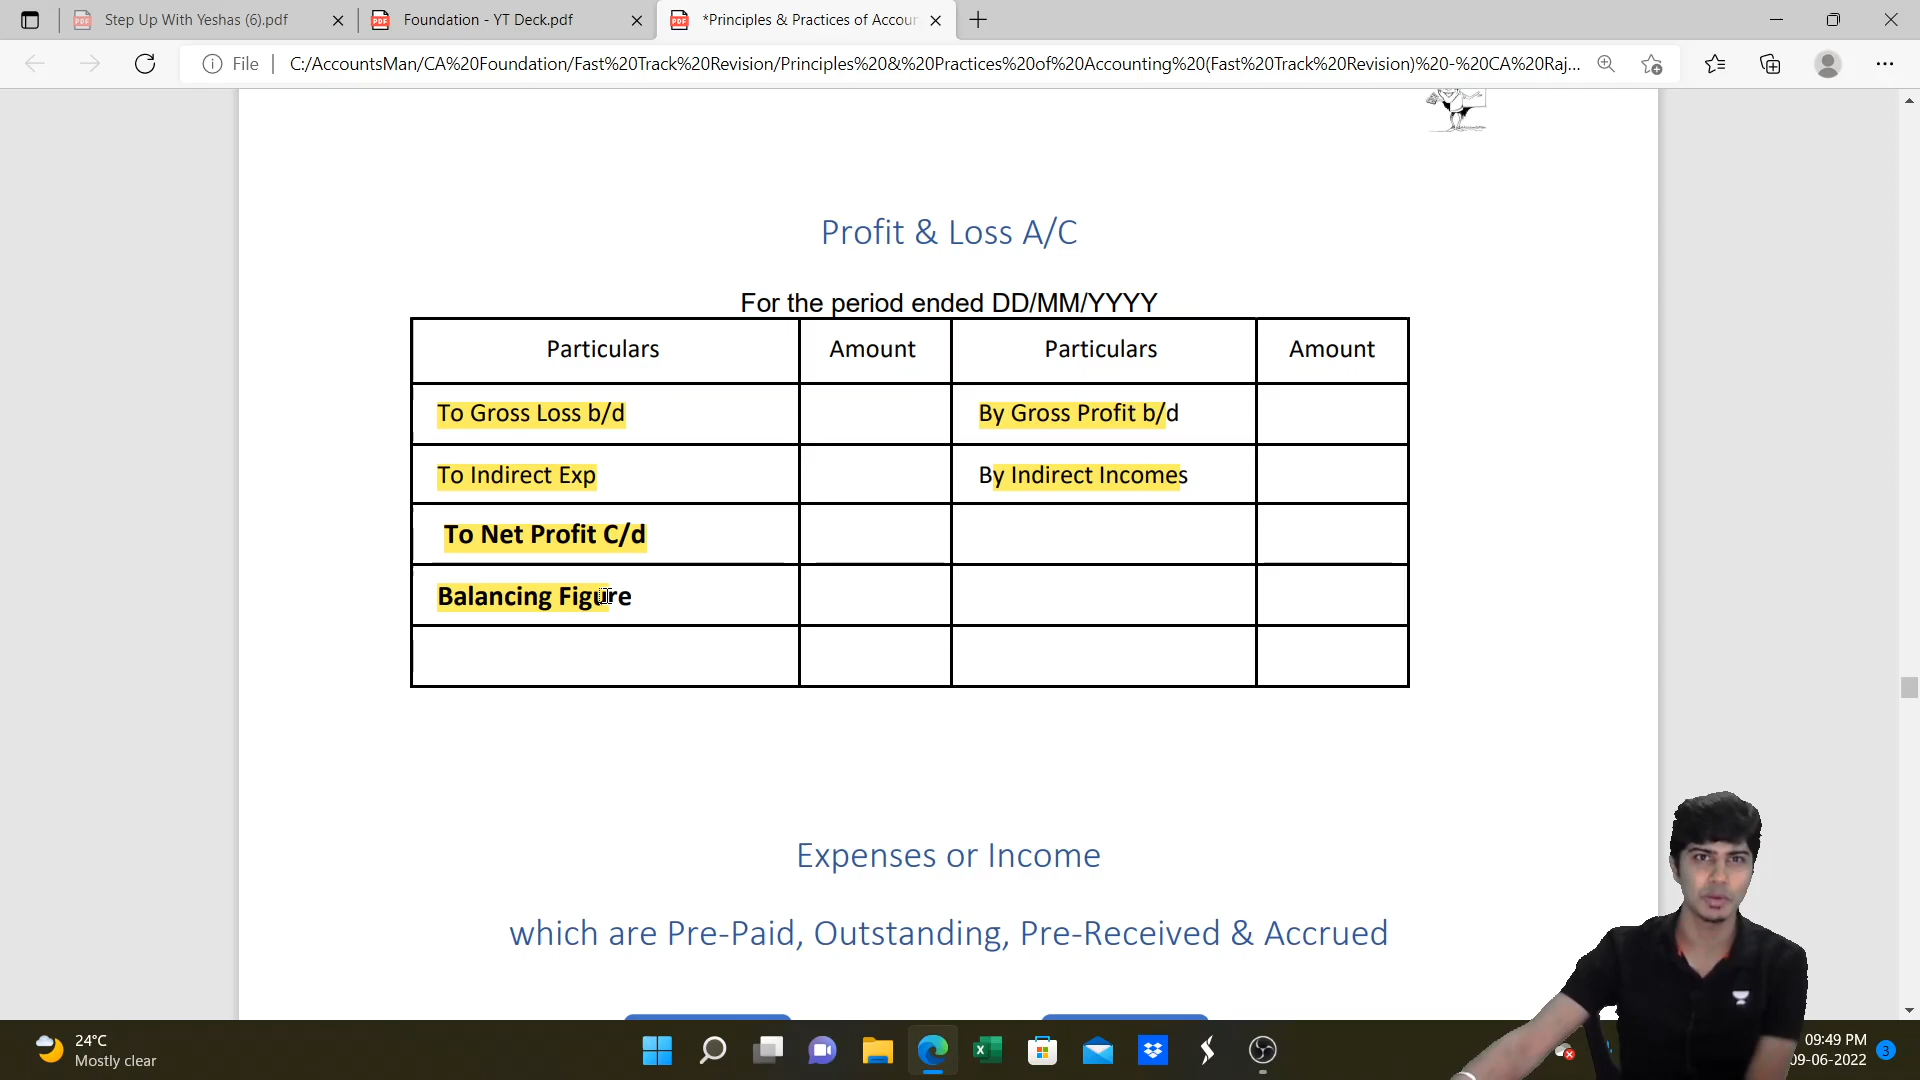 Step Up With Yeshas (6).pdf
Foundation - YT Deck.pdf
*Principles & Practices of Accour
File
C:/AccountsMan/CA%20Foundation/Fast%20Track%20Revision/Principles%20&%20Practices%20of%20Accounting%20(Fast%20Track%20Revision)%20-%20CA%20Raj...
Profit & Loss A/C
For the period ended DD/MM/YYYY
Particulars Amount Particulars Amount
To Gross Loss b/d By Gross Profit b/d
To Indirect Exp By Indirect Incomes
To Net Profit C/d
Balancing Figure
Expenses or Income
which are Pre-Paid, Outstanding, Pre-Received & Accrued
24°C
Mostly clear
09:49 PM
09-06-2022
3